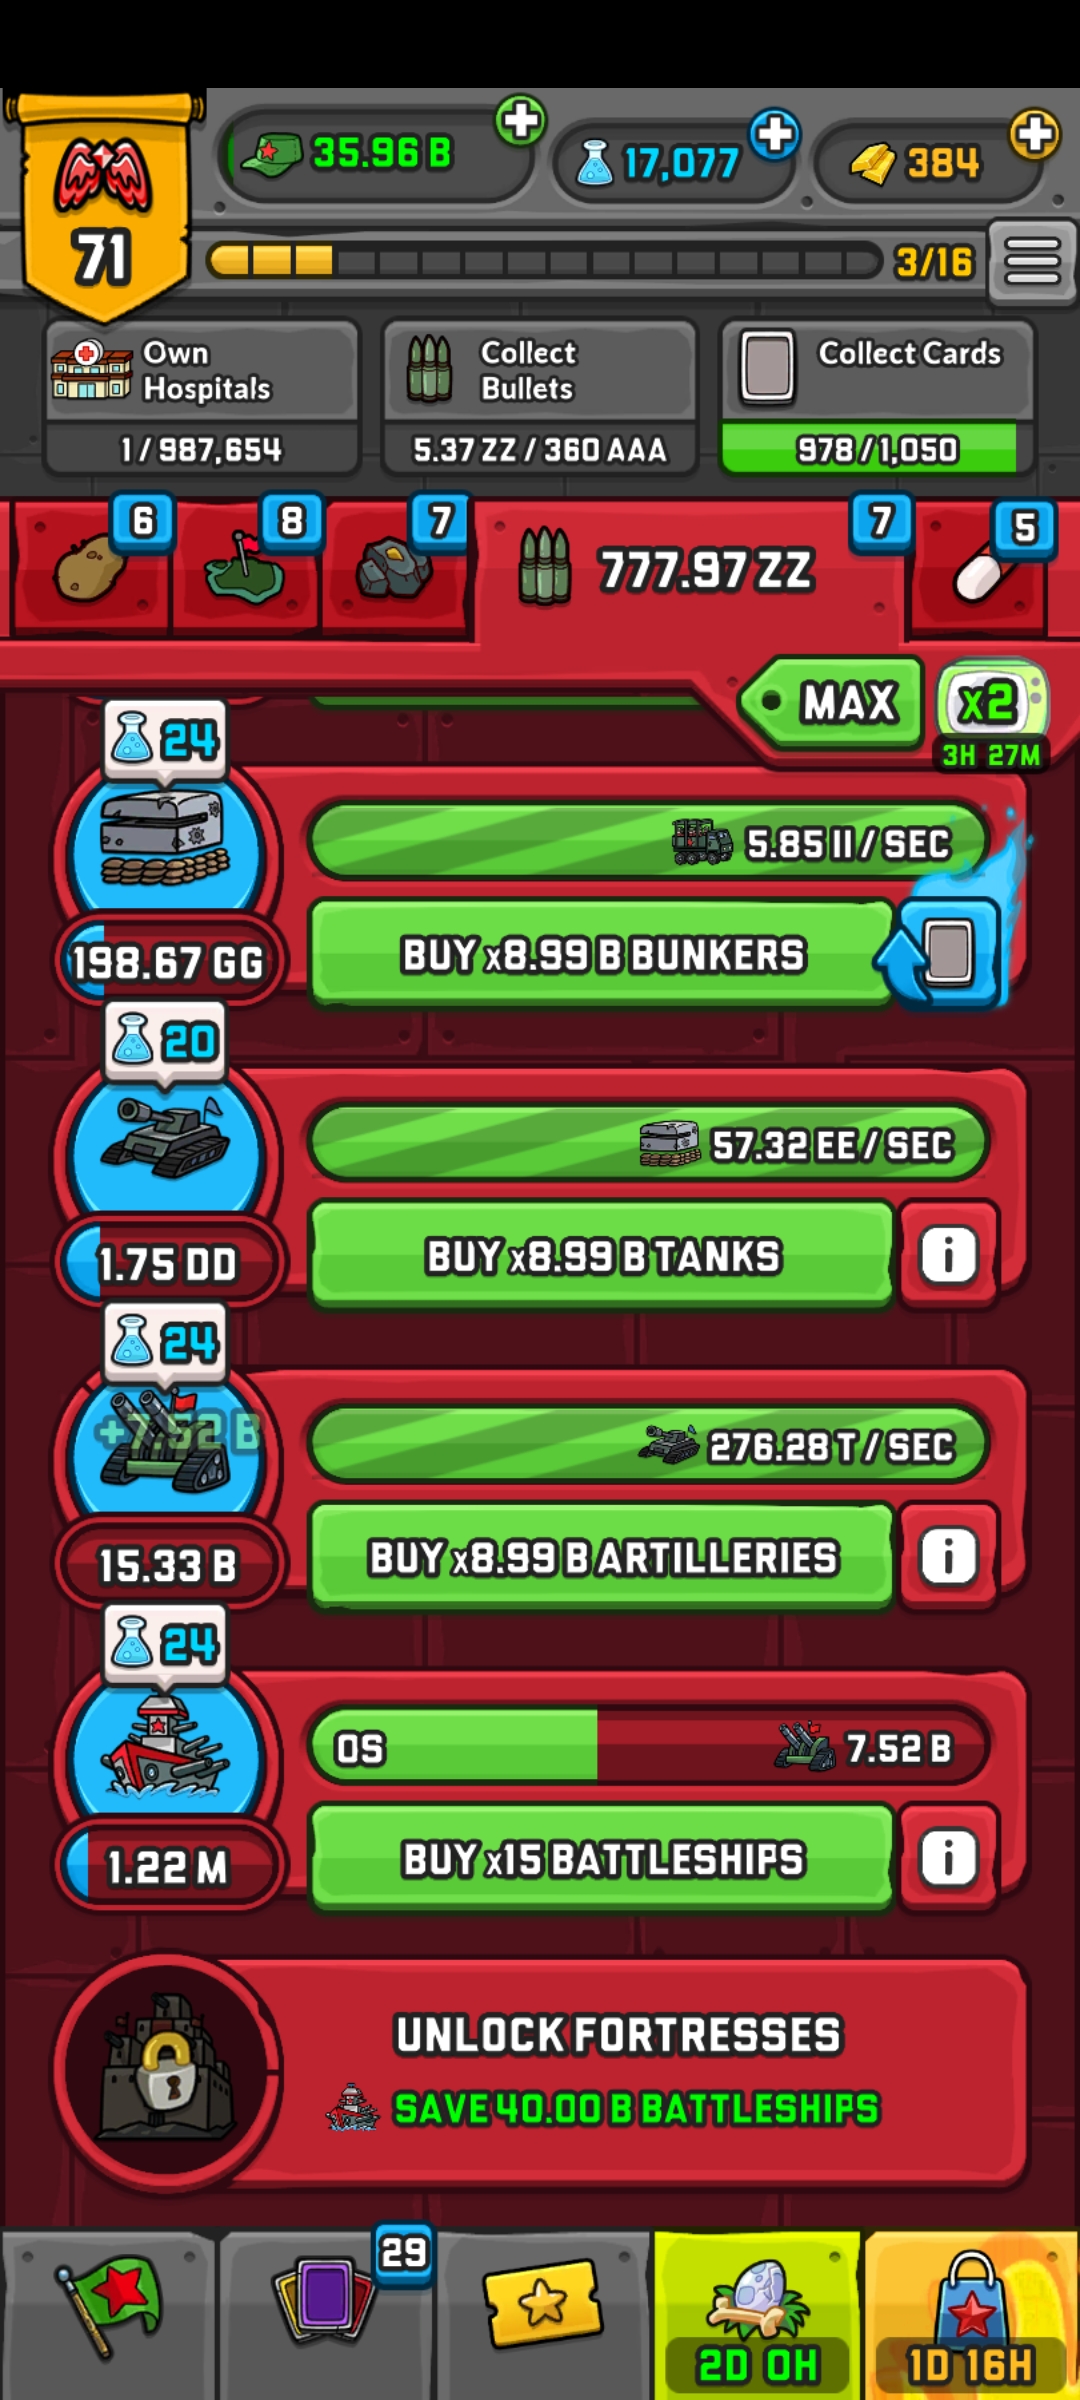 71
35.96 B
17,077
384
3/16
Own
Hospitals
1/987,654
Collect
Bullets
5.37 ZZ / 360 AAA
Collect Cards
978/1,050
6
8
7
777.97 ZZ
7
5
MAX
x2
3H 27M
24
5.85 II / SEC
198.67 GG
BUY x8.99 B BUNKERS
20
57.32 EE / SEC
1.75 DD
BUY x8.99 B TANKS
i
24
+7.52 B
276.28 T / SEC
15.33 B
BUY x8.99 B ARTILLERIES
i
24
0S
7.52 B
1.22 M
BUY x15 BATTLESHIPS
i
UNLOCK FORTRESSES
SAVE 40.00 B BATTLESHIPS
29
2D 0H
1D 16H